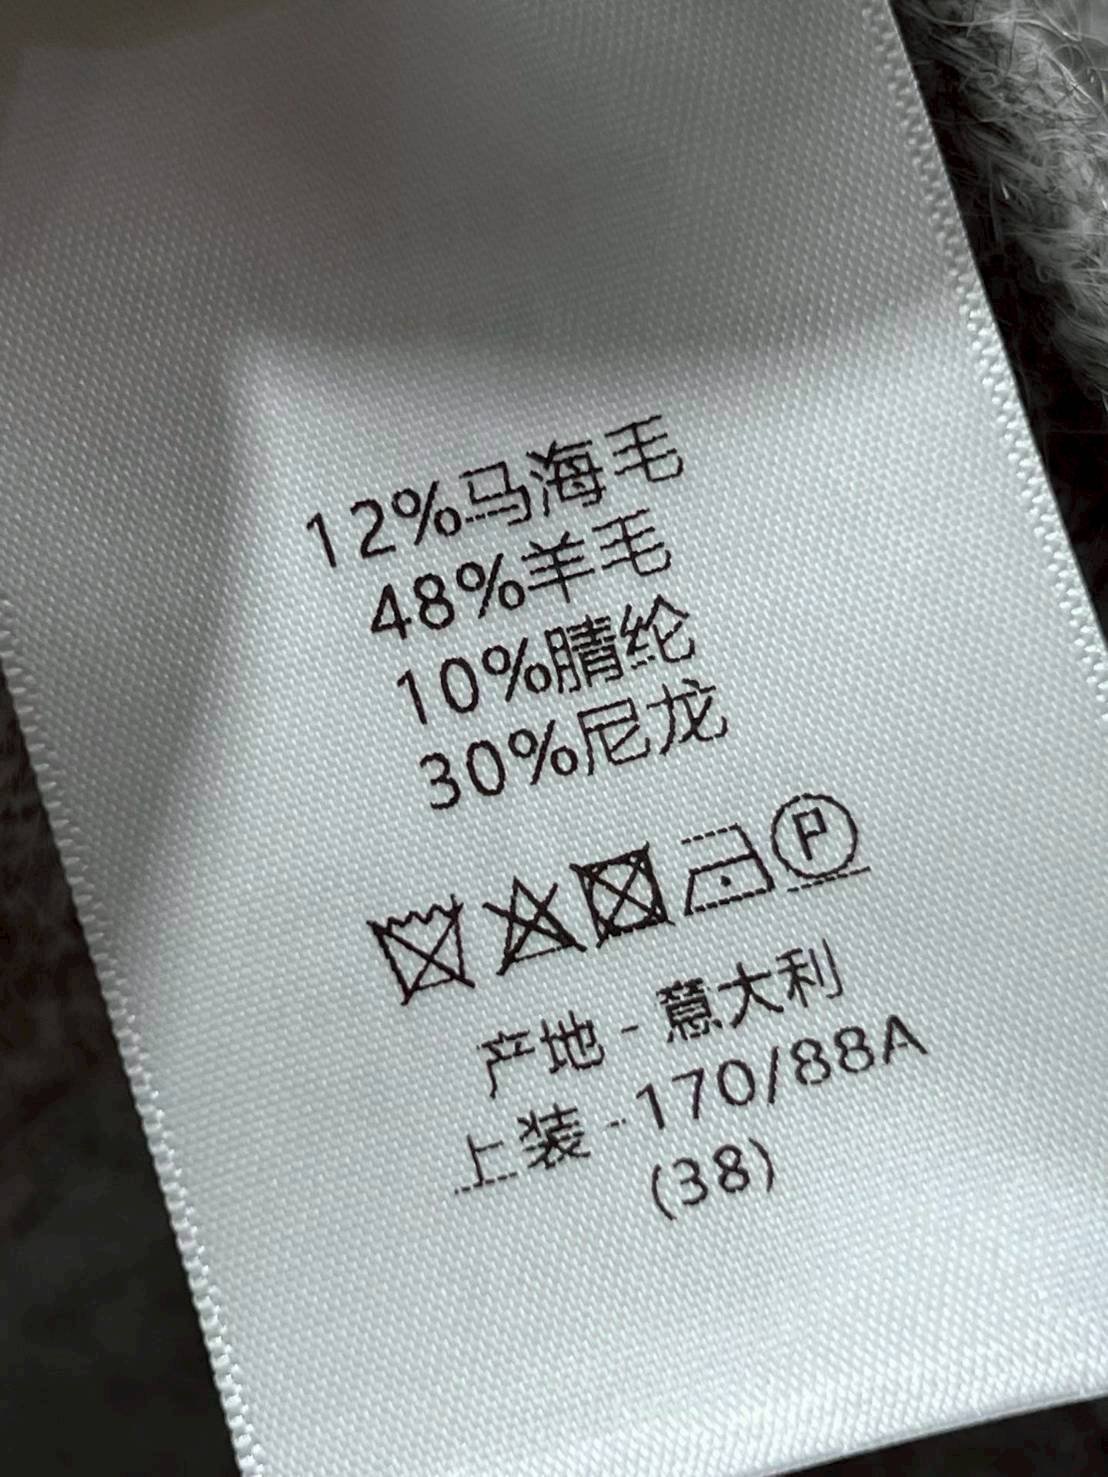 12%马海毛
48%羊毛
10%腈纶
30%尼龙
P
产地 - 意大利
上装 - 170/88A
(38)